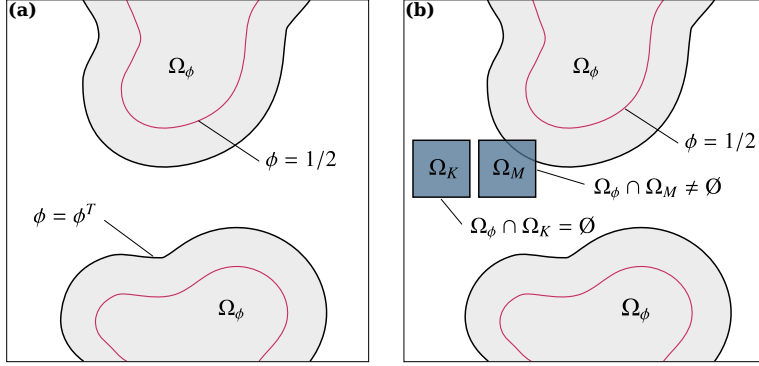 (a)
Ω_ϕ
ϕ = 1/2
ϕ = ϕ^T
Ω_ϕ
(b)
Ω_ϕ
ϕ = 1/2
Ω_K
Ω_M
Ω_ϕ ∩ Ω_M ≠ Ø
Ω_ϕ ∩ Ω_K = Ø
Ω_ϕ